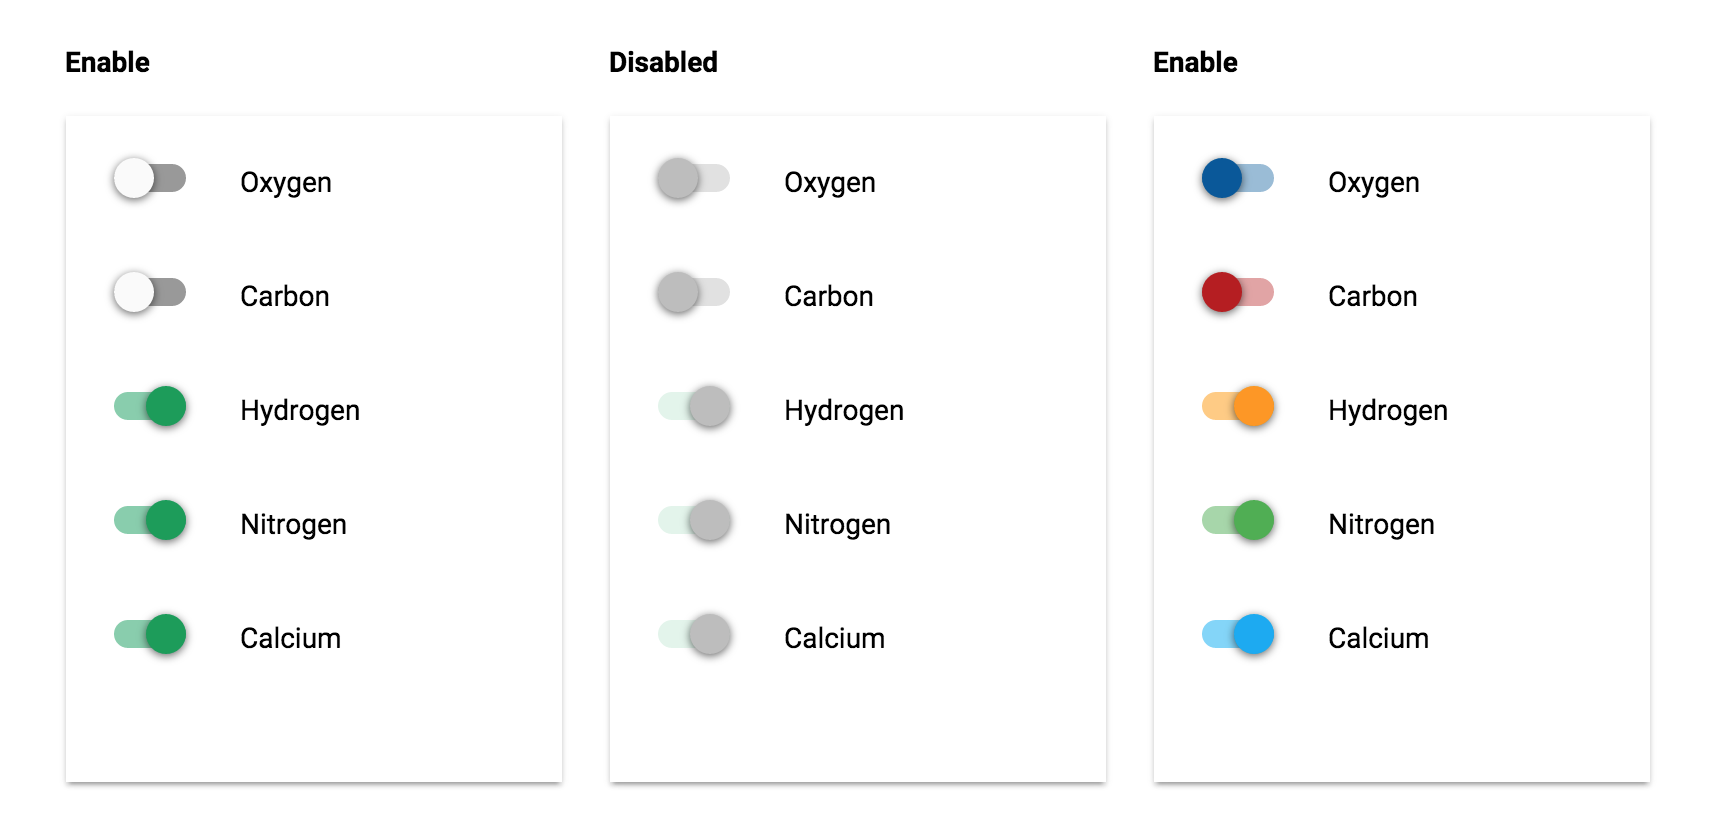 Enable
Oxygen
Carbon
Hydrogen
Nitrogen
Calcium
Disabled
Oxygen
Carbon
Hydrogen
Nitrogen
Calcium
Enable
Oxygen
Carbon
Hydrogen
Nitrogen
Calcium